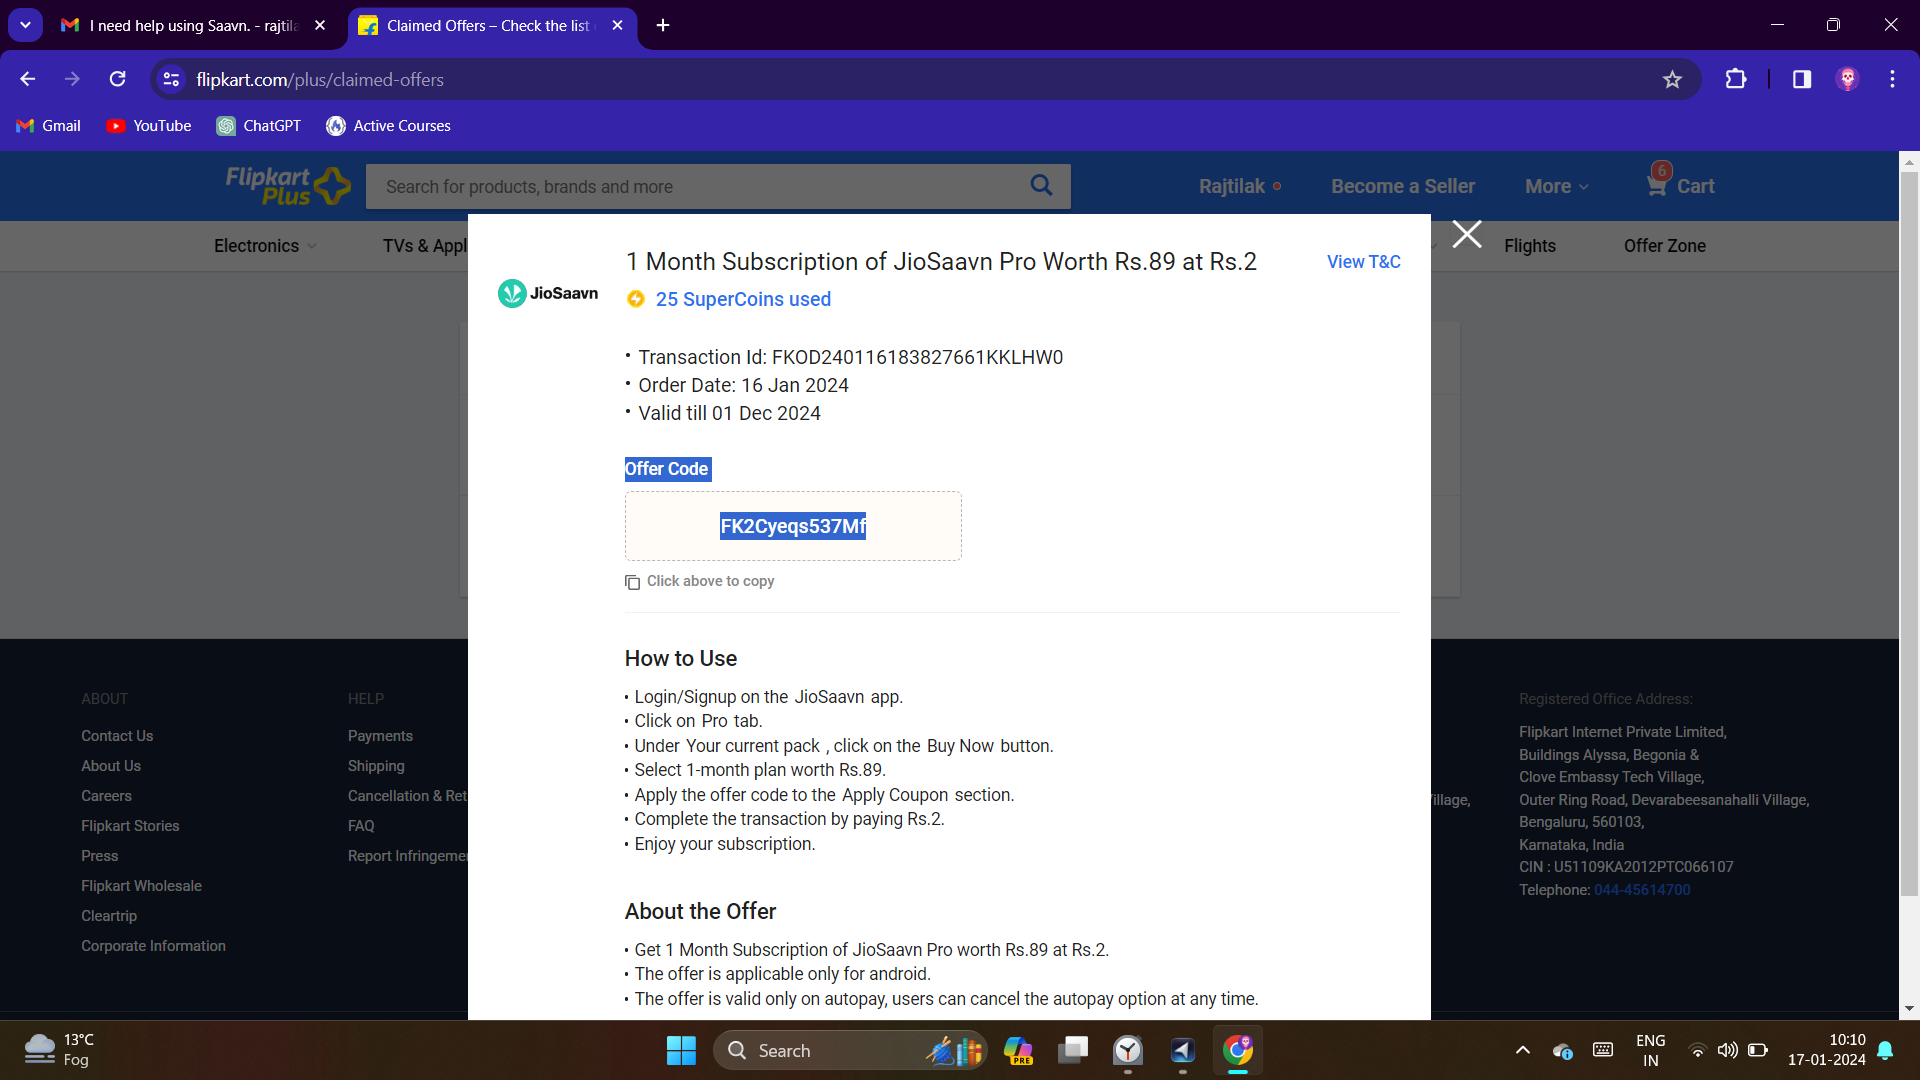 I need help using Saavn. - rajtila
Claimed Offers – Check the list
flipkart.com/plus/claimed-offers
Gmail
YouTube
ChatGPT
Active Courses
Flipkart
Plus
Search for products, brands and more
Rajtilak
Become a Seller
More
6
Cart
Electronics
TVs & Appl
Flights
Offer Zone
JioSaavn
1 Month Subscription of JioSaavn Pro Worth Rs.89 at Rs.2
View T&C
25 SuperCoins used
• Transaction Id: FKOD240116183827661KKLHW0
• Order Date: 16 Jan 2024
• Valid till 01 Dec 2024
Offer Code
FK2Cyeqs537Mf
Click above to copy
How to Use
• Login/Signup on the JioSaavn app.
• Click on Pro tab.
• Under Your current pack , click on the Buy Now button.
• Select 1-month plan worth Rs.89.
• Apply the offer code to the Apply Coupon section.
• Complete the transaction by paying Rs.2.
• Enjoy your subscription.
About the Offer
• Get 1 Month Subscription of JioSaavn Pro worth Rs.89 at Rs.2.
• The offer is applicable only for android.
• The offer is valid only on autopay, users can cancel the autopay option at any time.
ABOUT
Contact Us
About Us
Careers
Flipkart Stories
Press
Flipkart Wholesale
Cleartrip
Corporate Information
HELP
Payments
Shipping
Cancellation & Ret
FAQ
Report Infringeme
illage,
Registered Office Address:
Flipkart Internet Private Limited,
Buildings Alyssa, Begonia &
Clove Embassy Tech Village,
Outer Ring Road, Devarabeesanahalli Village,
Bengaluru, 560103,
Karnataka, India
CIN : U51109KA2012PTC066107
Telephone: 044-45614700
13°C
Fog
Search
PRE
ENG
IN
10:10
17-01-2024